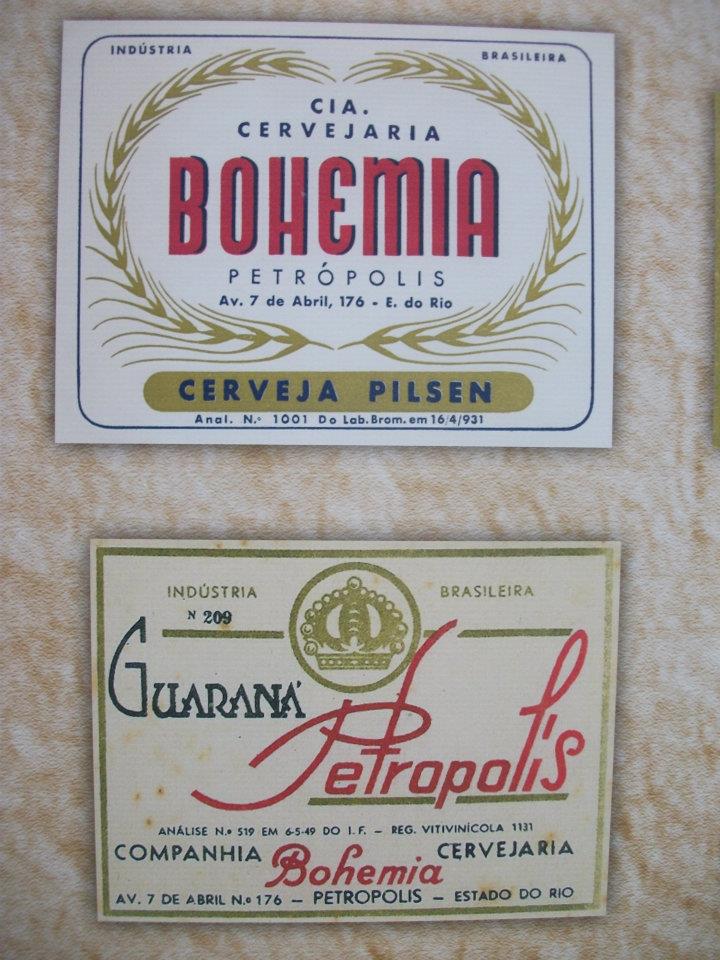 INDÚSTRIA BRASILEIRA
CIA.
CERVEJARIA
BOHEMIA
PETRÓPOLIS
Av. 7 de Abril, 176 - E. do Rio
CERVEJA PILSEN
Anal. N.º 1001 Do Lab. Brom. em 16/4/931
INDÚSTRIA BRASILEIRA
N 209
GUARANÁ
Petropolis
ANÁLISE N.º 519 EM 6-5-49 DO I.F. – REG. VITIVINÍCOLA 1131
COMPANHIA Bohemia CERVEJARIA
AV. 7 DE ABRIL N.º 176 – PETROPOLIS – ESTADO DO RIO